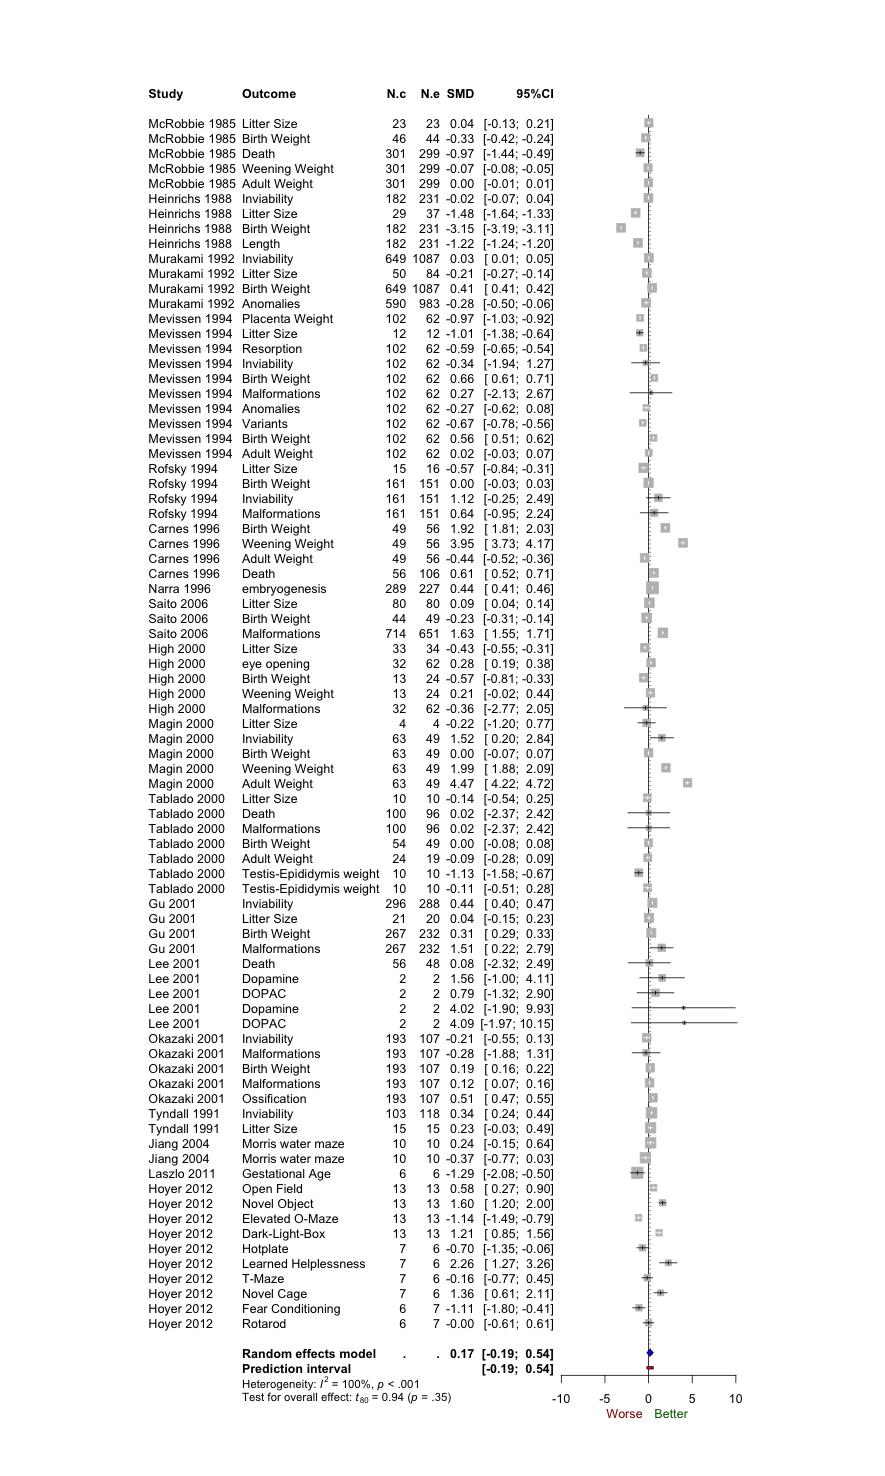 Study Outcome N.c N.e SMD 95%CI
McRobbie 1985 Litter Size 23 23 0.04 [-0.13; 0.21]
McRobbie 1985 Birth Weight 46 44 -0.33 [-0.42; -0.24]
McRobbie 1985 Death 301 299 -0.97 [-1.44; -0.49]
McRobbie 1985 Weening Weight 301 299 -0.07 [-0.08; -0.05]
McRobbie 1985 Adult Weight 301 299 0.00 [-0.01; 0.01]
Heinrichs 1988 Inviability 182 231 -0.02 [-0.07; 0.04]
Heinrichs 1988 Litter Size 29 37 -1.48 [-1.64; -1.33]
Heinrichs 1988 Birth Weight 182 231 -3.15 [-3.19; -3.11]
Heinrichs 1988 Length 182 231 -1.22 [-1.24; -1.20]
Murakami 1992 Inviability 649 1087 0.03 [ 0.01; 0.05]
Murakami 1992 Litter Size 50 84 -0.21 [-0.27; -0.14]
Murakami 1992 Birth Weight 649 1087 0.41 [ 0.41; 0.42]
Murakami 1992 Anomalies 590 983 -0.28 [-0.50; -0.06]
Mevissen 1994 Placenta Weight 102 62 -0.97 [-1.03; -0.92]
Mevissen 1994 Litter Size 12 12 -1.01 [-1.38; -0.64]
Mevissen 1994 Resorption 102 62 -0.59 [-0.65; -0.54]
Mevissen 1994 Inviability 102 62 -0.34 [-1.94; 1.27]
Mevissen 1994 Birth Weight 102 62 0.66 [ 0.61; 0.71]
Mevissen 1994 Malformations 102 62 0.27 [-2.13; 2.67]
Mevissen 1994 Anomalies 102 62 -0.27 [-0.62; 0.08]
Mevissen 1994 Variants 102 62 -0.67 [-0.78; -0.56]
Mevissen 1994 Birth Weight 102 62 0.56 [ 0.51; 0.62]
Mevissen 1994 Adult Weight 102 62 0.02 [-0.03; 0.07]
Rofsky 1994 Litter Size 15 16 -0.57 [-0.84; -0.31]
Rofsky 1994 Birth Weight 161 151 0.00 [-0.03; 0.03]
Rofsky 1994 Inviability 161 151 1.12 [-0.25; 2.49]
Rofsky 1994 Malformations 161 151 0.64 [-0.95; 2.24]
Carnes 1996 Birth Weight 49 56 1.92 [ 1.81; 2.03]
Carnes 1996 Weening Weight 49 56 3.95 [ 3.73; 4.17]
Carnes 1996 Adult Weight 49 56 -0.44 [-0.52; -0.36]
Carnes 1996 Death 56 106 0.61 [ 0.52; 0.71]
Narra 1996 embryogenesis 289 227 0.44 [ 0.41; 0.46]
Saito 2006 Litter Size 80 80 0.09 [ 0.04; 0.14]
Saito 2006 Birth Weight 44 49 -0.23 [-0.31; -0.14]
Saito 2006 Malformations 714 651 1.63 [ 1.55; 1.71]
High 2000 Litter Size 33 34 -0.43 [-0.55; -0.31]
High 2000 eye opening 32 62 0.28 [ 0.19; 0.38]
High 2000 Birth Weight 13 24 -0.57 [-0.81; -0.33]
High 2000 Weening Weight 13 24 0.21 [-0.02; 0.44]
High 2000 Malformations 32 62 -0.36 [-2.77; 2.05]
Magin 2000 Litter Size 4 4 -0.22 [-1.20; 0.77]
Magin 2000 Inviability 63 49 1.52 [ 0.20; 2.84]
Magin 2000 Birth Weight 63 49 0.00 [-0.07; 0.07]
Magin 2000 Weening Weight 63 49 1.99 [ 1.88; 2.09]
Magin 2000 Adult Weight 63 49 4.47 [ 4.22; 4.72]
Tablado 2000 Litter Size 10 10 -0.14 [-0.54; 0.25]
Tablado 2000 Death 100 96 0.02 [-2.37; 2.42]
Tablado 2000 Malformations 100 96 0.02 [-2.37; 2.42]
Tablado 2000 Birth Weight 54 49 0.00 [-0.08; 0.08]
Tablado 2000 Adult Weight 24 19 -0.09 [-0.28; 0.09]
Tablado 2000 Testis-Epididymis weight 10 10 -1.13 [-1.58; -0.67]
Tablado 2000 Testis-Epididymis weight 10 10 -0.11 [-0.51; 0.28]
Gu 2001 Inviability 296 288 0.44 [ 0.40; 0.47]
Gu 2001 Litter Size 21 20 0.04 [-0.15; 0.23]
Gu 2001 Birth Weight 267 232 0.31 [ 0.29; 0.33]
Gu 2001 Malformations 267 232 1.51 [ 0.22; 2.79]
Lee 2001 Death 56 48 0.08 [-2.32; 2.49]
Lee 2001 Dopamine 2 2 1.56 [-1.00; 4.11]
Lee 2001 DOPAC 2 2 0.79 [-1.32; 2.90]
Lee 2001 Dopamine 2 2 4.02 [-1.90; 9.93]
Lee 2001 DOPAC 2 2 4.09 [-1.97; 10.15]
Okazaki 2001 Inviability 193 107 -0.21 [-0.55; 0.13]
Okazaki 2001 Malformations 193 107 -0.28 [-1.88; 1.31]
Okazaki 2001 Birth Weight 193 107 0.19 [ 0.16; 0.22]
Okazaki 2001 Malformations 193 107 0.12 [ 0.07; 0.16]
Okazaki 2001 Ossification 193 107 0.51 [ 0.47; 0.55]
Tyndall 1991 Inviability 103 118 0.34 [ 0.24; 0.44]
Tyndall 1991 Litter Size 15 15 0.23 [-0.03; 0.49]
Jiang 2004 Morris water maze 10 10 0.24 [-0.15; 0.64]
Jiang 2004 Morris water maze 10 10 -0.37 [-0.77; 0.03]
Laszlo 2011 Gestational Age 6 6 -1.29 [-2.08; -0.50]
Hoyer 2012 Open Field 13 13 0.58 [ 0.27; 0.90]
Hoyer 2012 Novel Object 13 13 1.60 [ 1.20; 2.00]
Hoyer 2012 Elevated O-Maze 13 13 -1.14 [-1.49; -0.79]
Hoyer 2012 Dark-Light-Box 13 13 1.21 [ 0.85; 1.56]
Hoyer 2012 Hotplate 7 6 -0.70 [-1.35; -0.06]
Hoyer 2012 Learned Helplessness 7 6 2.26 [ 1.27; 3.26]
Hoyer 2012 T-Maze 7 6 -0.16 [-0.77; 0.45]
Hoyer 2012 Novel Cage 7 6 1.36 [ 0.61; 2.11]
Hoyer 2012 Fear Conditioning 6 7 -1.11 [-1.80; -0.41]
Hoyer 2012 Rotarod 6 7 -0.00 [-0.61; 0.61]
Random effects model . . 0.17 [-0.19; 0.54]
Prediction interval [-0.19; 0.54]
Heterogeneity: I² = 100%, p < .001
Test for overall effect: t₈₀ = 0.94 (p = .35)
-10 -5 0 5 10
Worse Better